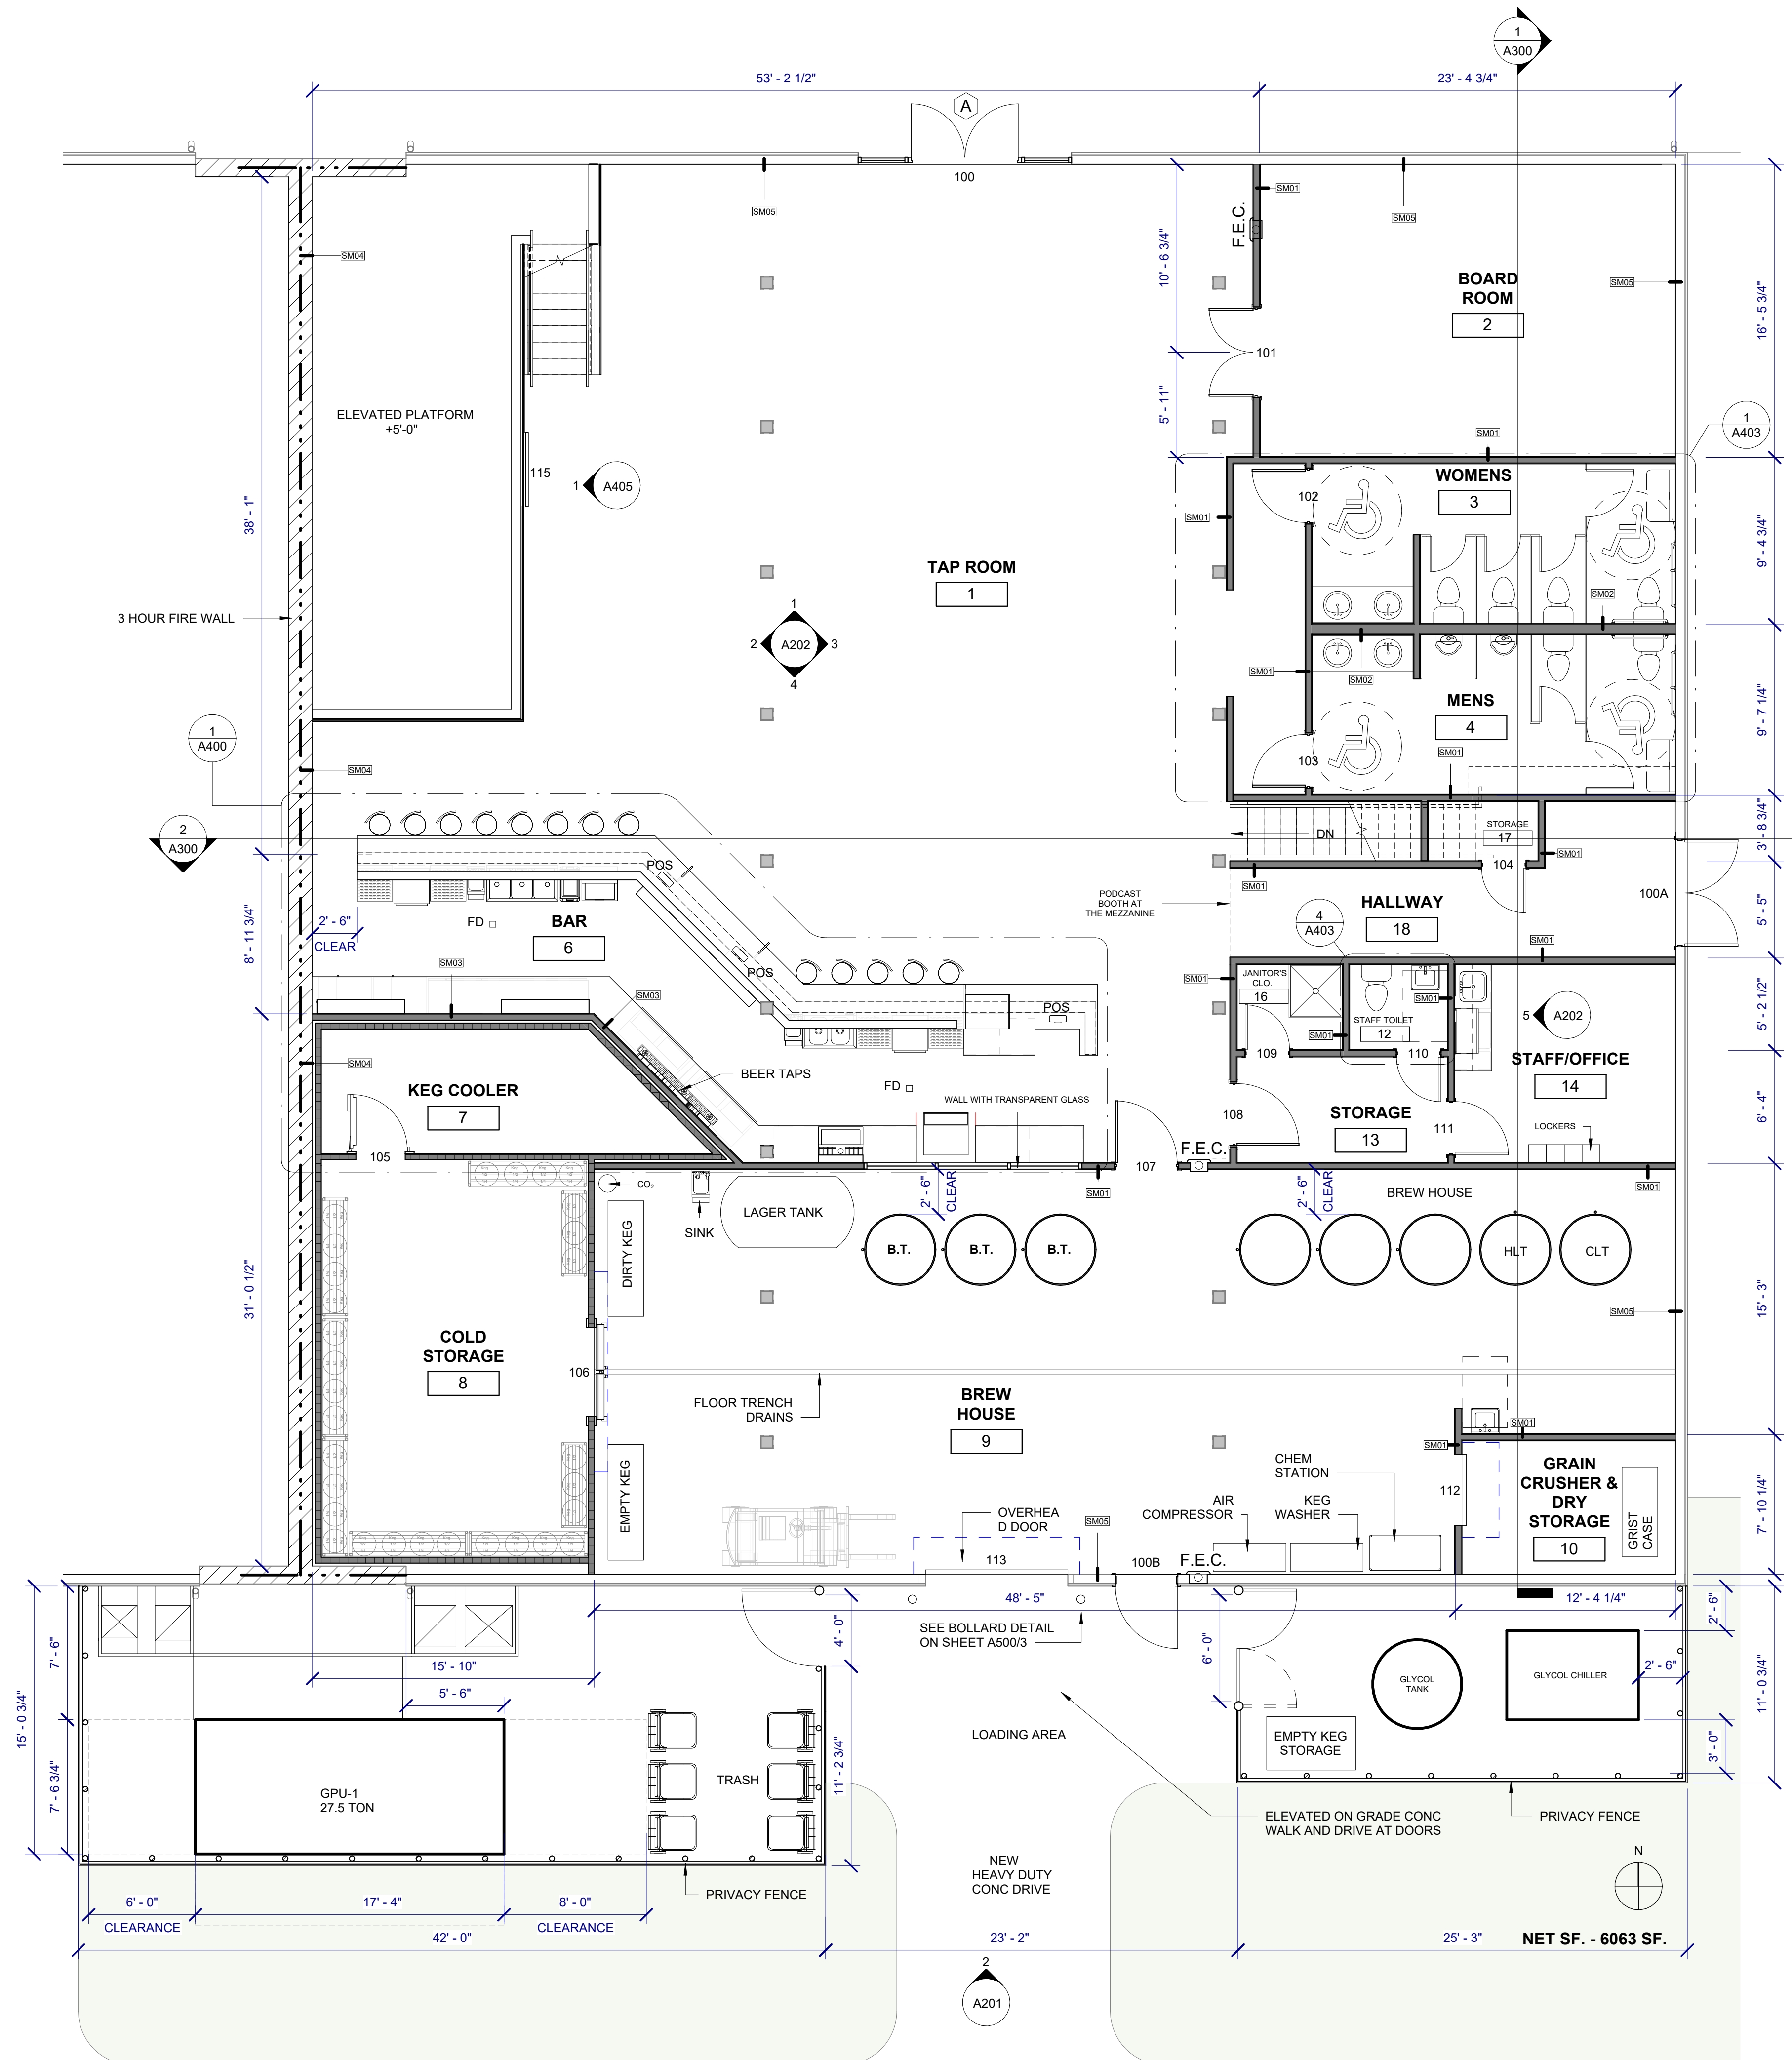 1
A300
53' - 2 1/2"
23' - 4 3/4"
A
100
SM05
SM01
F.E.C.
SM05
SM04
10' - 6 3/4"
BOARD
ROOM
2
SM05
16' - 5 3/4"
101
5' - 11"
ELEVATED PLATFORM
+5'-0"
115
1
A405
38' - 1"
SM01
1
A403
WOMENS
3
102
SM01
9' - 4 3/4"
TAP ROOM
1
SM02
3 HOUR FIRE WALL
1
2
A202
3
4
SM01
SM02
MENS
4
9' - 7 1/4"
1
A400
SM04
103
SM01
2
A300
DN
STORAGE
17
104
SM01
3' - 8 3/4"
POS
SM01
PODCAST
BOOTH AT
THE MEZZANINE
HALLWAY
18
100A
5' - 5"
8' - 11 3/4"
2' - 6"
CLEAR
FD
BAR
6
4
A403
SM01
SM03
POS
SM01
JANITOR'S
CLO.
16
SM01
STAFF TOILET
12
SM01
5
A202
5' - 2 1/2"
SM03
POS
109
110
STAFF/OFFICE
14
SM04
KEG COOLER
7
BEER TAPS
FD
WALL WITH TRANSPARENT GLASS
108
STORAGE
13
111
LOCKERS
6' - 4"
105
F.E.C.
107
SM01
SM01
CO2
SINK
LAGER TANK
2' - 6"
CLEAR
2' - 6"
CLEAR
BREW HOUSE
DIRTY KEG
B.T.
B.T.
B.T.
HLT
CLT
31' - 0 1/2"
SM05
15' - 3"
COLD
STORAGE
8
106
FLOOR TRENCH
DRAINS
BREW
HOUSE
9
SM01
SM01
EMPTY KEG
CHEM
STATION
AIR
COMPRESSOR
KEG
WASHER
112
GRAIN
CRUSHER &
DRY
STORAGE
10
GRIST
CASE
7' - 10 1/4"
OVERHEA
D DOOR
113
SM05
100B
F.E.C.
48' - 5"
12' - 4 1/4"
2' - 6"
SEE BOLLARD DETAIL
ON SHEET A500/3
4' - 0"
6' - 0"
7' - 6"
15' - 10"
5' - 6"
GLYCOL
TANK
GLYCOL CHILLER
2' - 6"
11' - 0 3/4"
15' - 0 3/4"
LOADING AREA
EMPTY KEG
STORAGE
3' - 0"
7' - 6 3/4"
GPU-1
27.5 TON
TRASH
11' - 2 3/4"
ELEVATED ON GRADE CONC
WALK AND DRIVE AT DOORS
PRIVACY FENCE
NEW
HEAVY DUTY
CONC DRIVE
N
PRIVACY FENCE
6' - 0"
CLEARANCE
17' - 4"
8' - 0"
CLEARANCE
42' - 0"
23' - 2"
25' - 3"
NET SF. - 6063 SF.
2
A201